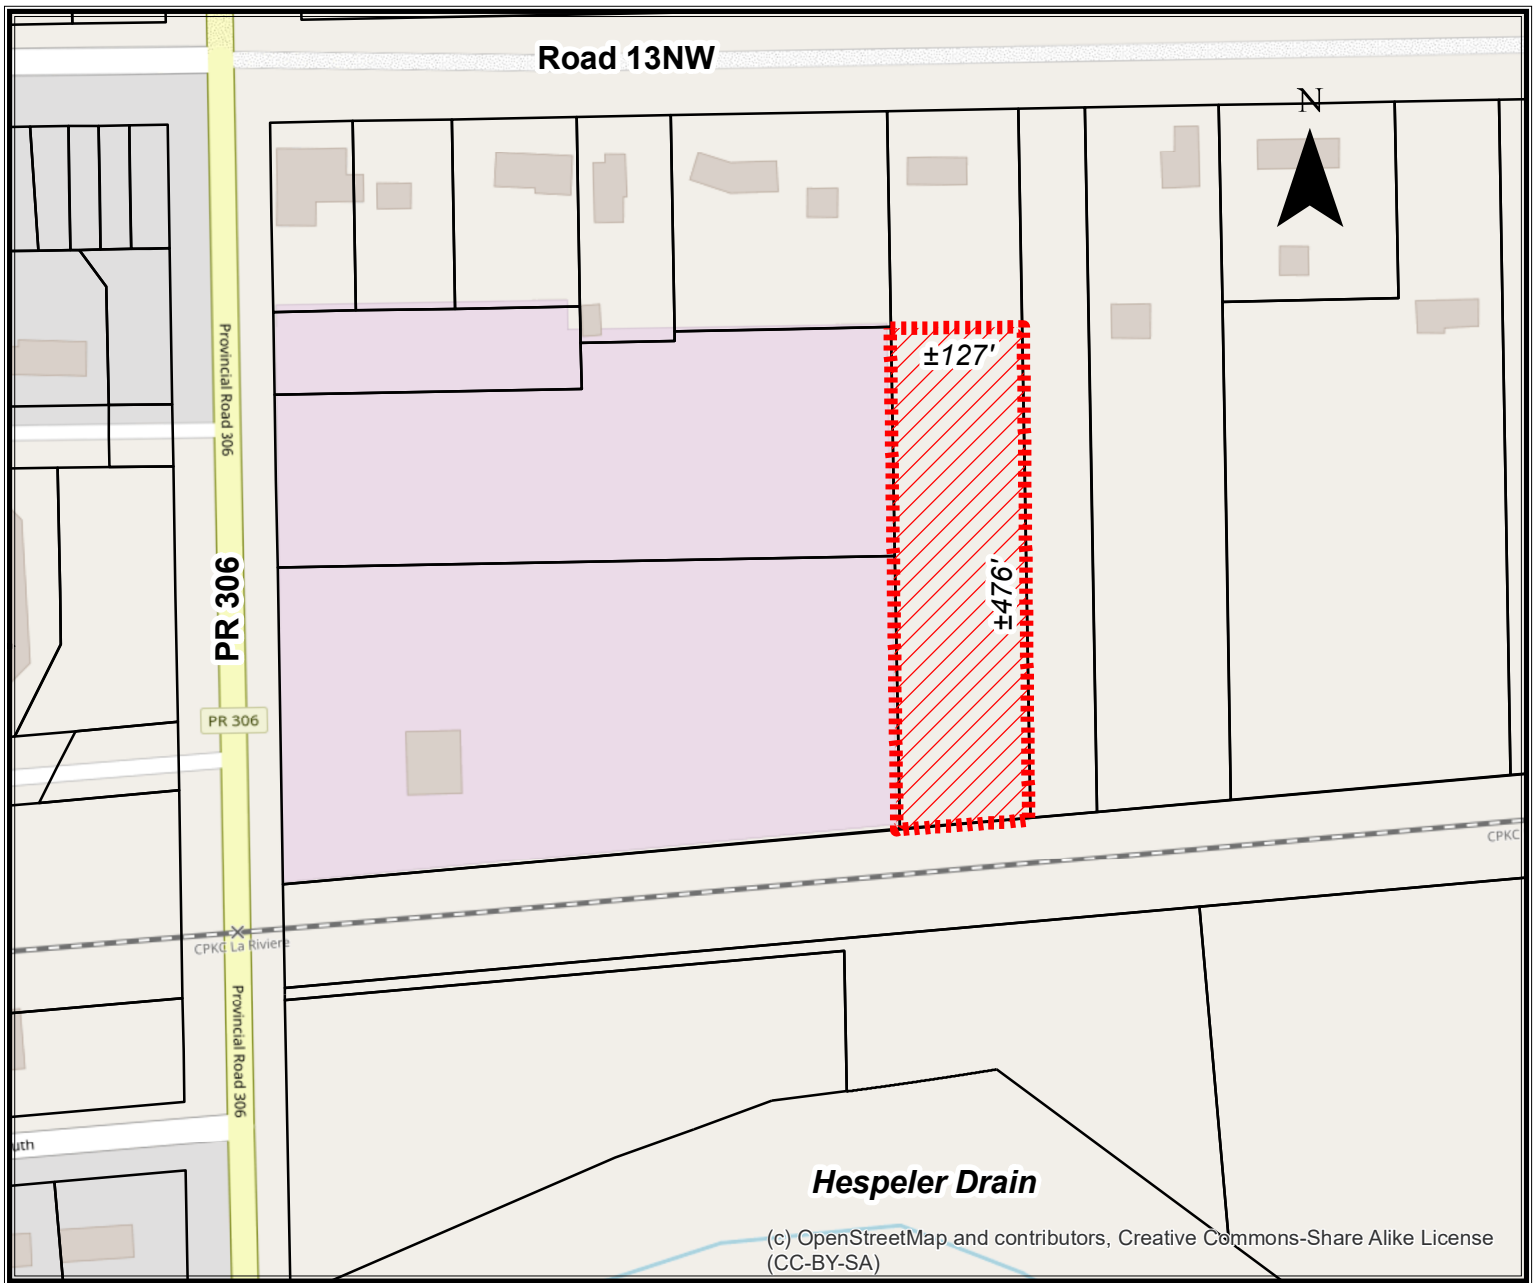 Road 13NW
N
Provincial Road 306
±127'
PR 306
±476'
PR 306
CPKC
CPKC La Riviere
Provincial Road 306
uth
Hespeler Drain
(c) OpenStreetMap and contributors, Creative Commons-Share Alike License
(CC-BY-SA)